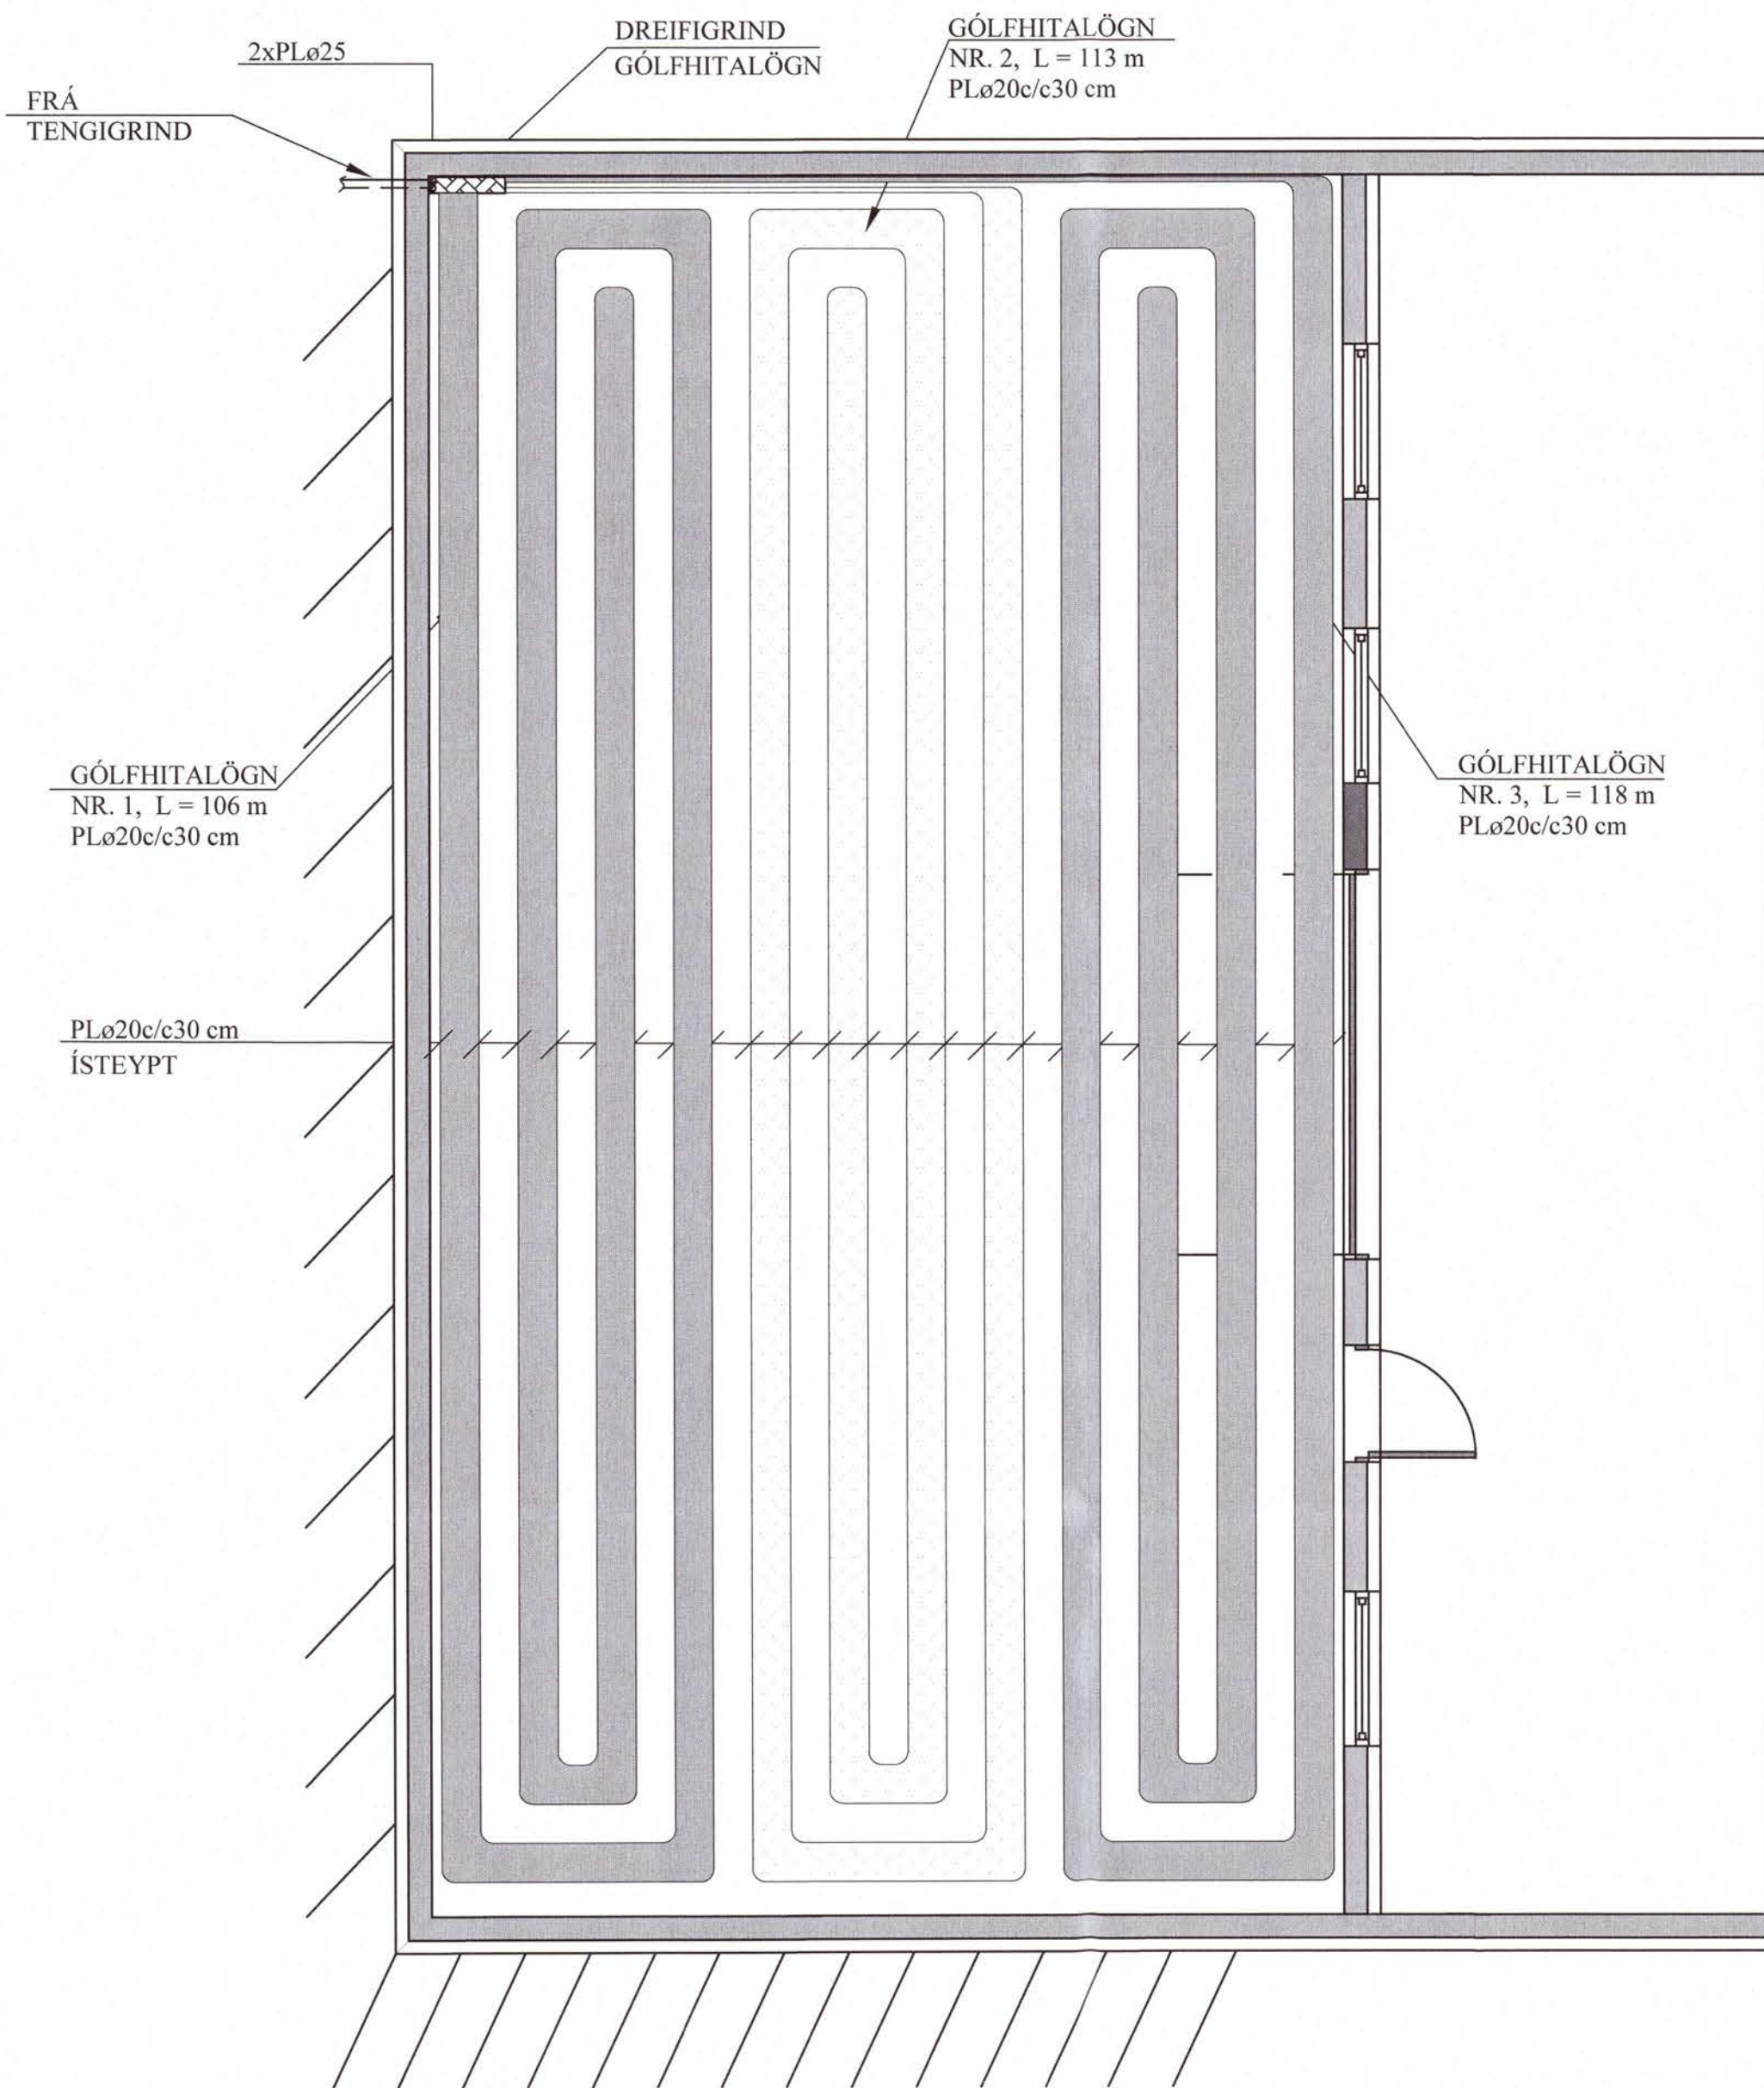 2xPLø25
DREIFIGRIND
GÓLFHITALÖGN
GÓLFHITALÖGN
NR. 2, L = 113 m
PLø20c/c30 cm
FRÁ
TENGIGRIND
GÓLFHITALÖGN
NR. 1, L = 106 m
PLø20c/c30 cm
GÓLFHITALÖGN
NR. 3, L = 118 m
PLø20c/c30 cm
PLø20c/c30 cm
ÍSTEYPT